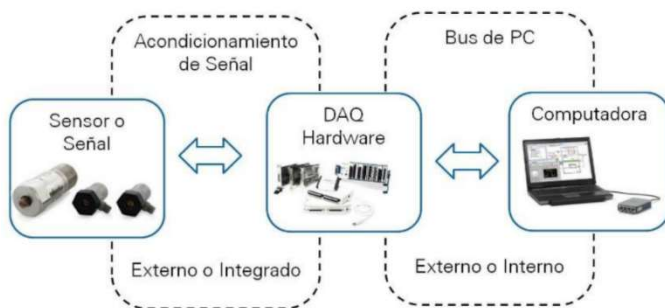 Acondicionamiento
de Señal
Bus de PC
Sensor o
Señal
DAQ
Hardware
Computadora
Externo o Integrado
Externo o Interno